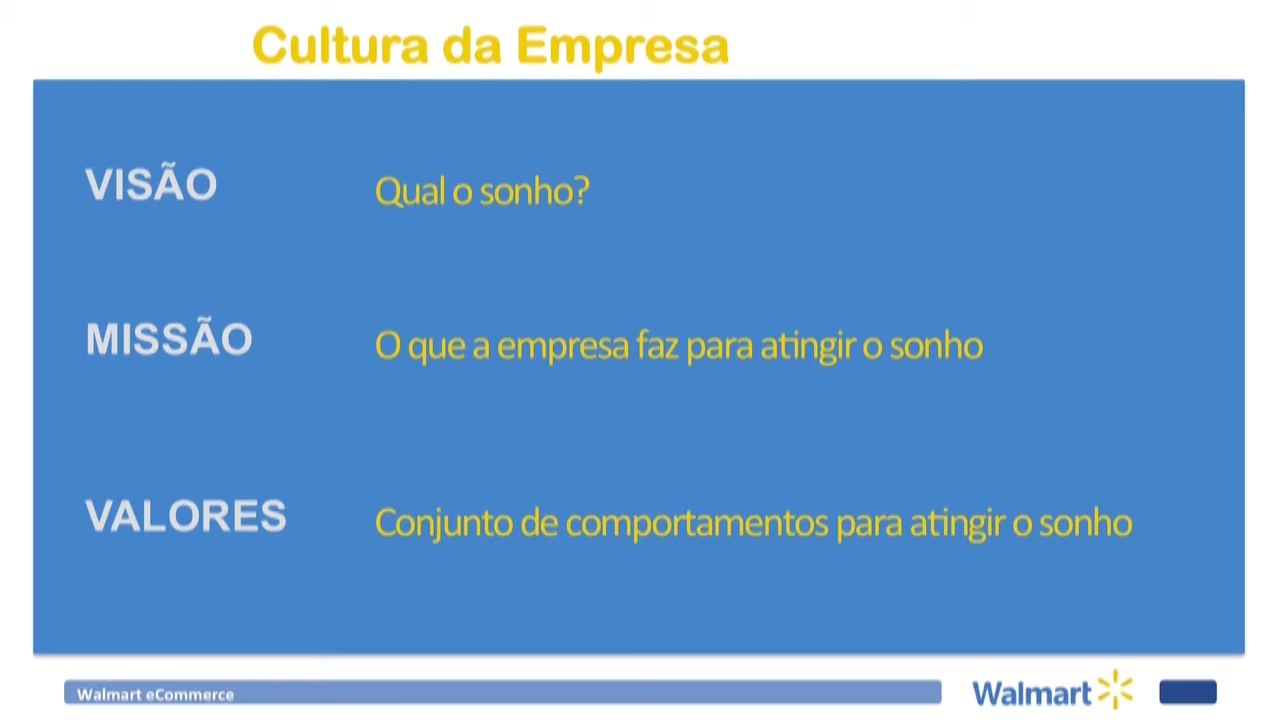 Cultura da Empresa
VISÃO Qual o sonho?
MISSÃO O que a empresa faz para atingir o sonho
VALORES Conjunto de comportamentos para atingir o sonho
Walmart eCommerce
Walmart